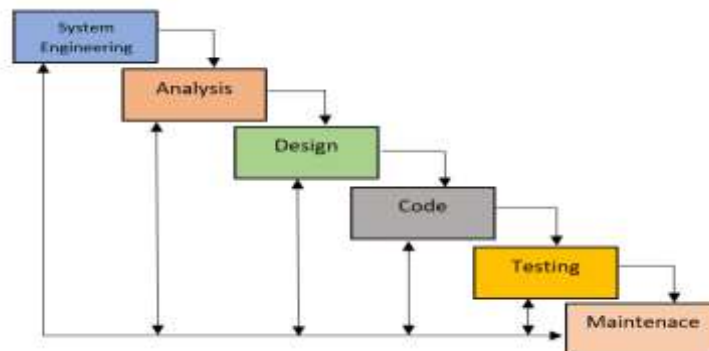 System
Engineering
Analysis
Design
Code
Testing
Maintenace